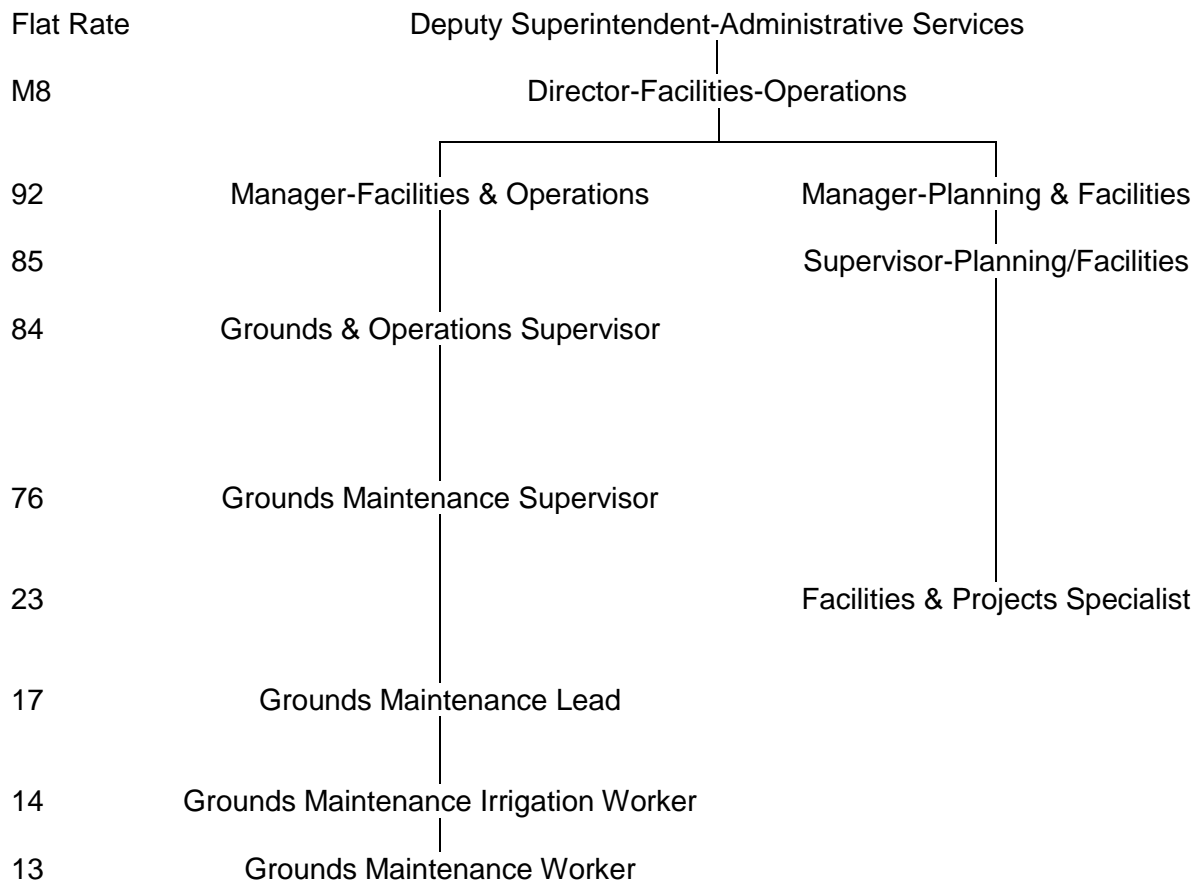 Flat Rate Deputy Superintendent-Administrative Services
M8 Director-Facilities-Operations
92 Manager-Facilities & Operations Manager-Planning & Facilities
85 Supervisor-Planning/Facilities
84 Grounds & Operations Supervisor
76 Grounds Maintenance Supervisor
23 Facilities & Projects Specialist
17 Grounds Maintenance Lead
14 Grounds Maintenance Irrigation Worker
13 Grounds Maintenance Worker